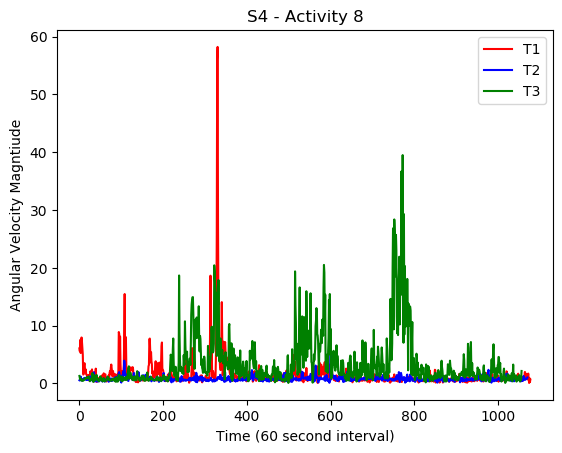 S4 - Activity 8
60
50
40
30
20
10
0
Angular Velocity Magntiude
T1
T2
T3
0 200 400 600 800 1000
Time (60 second interval)